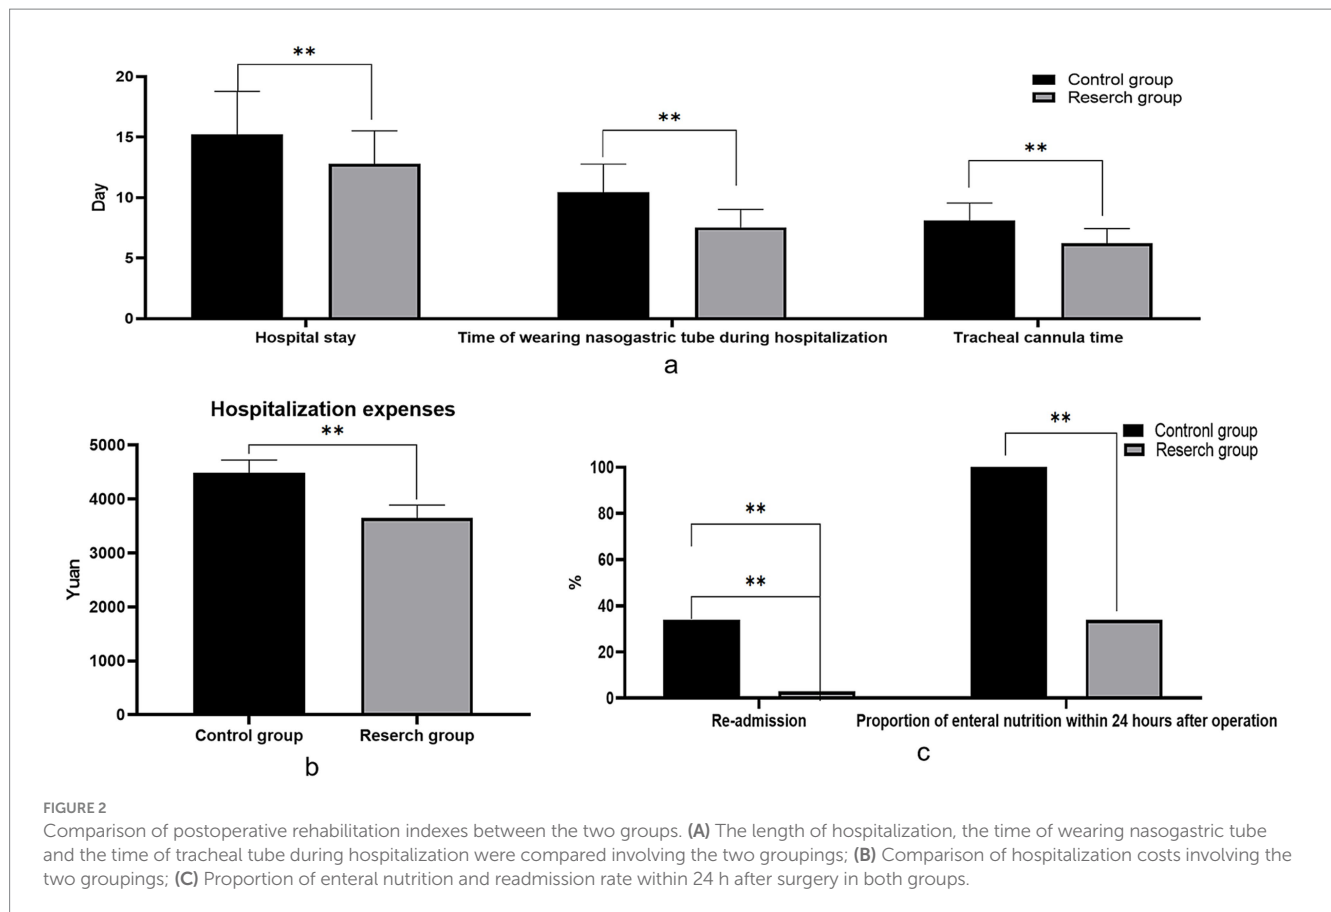 **
20
Control group
Reserch group
15
**
**
Day
10
5
0
Hospital stay
Time of wearing nasogastric tube during hospitalization
Tracheal cannula time
a
Hospitalization expenses
**
5000
4000
3000
Yuan
2000
1000
0
Control group
Reserch group
b
**
Contronl group
Reserch group
100
80
**
60
%
**
40
20
0
Re-admission
Proportion of enteral nutrition within 24 hours after operation
c
FIGURE 2
Comparison of postoperative rehabilitation indexes between the two groups. (A) The length of hospitalization, the time of wearing nasogastric tube
and the time of tracheal tube during hospitalization were compared involving the two groupings; (B) Comparison of hospitalization costs involving the
two groupings; (C) Proportion of enteral nutrition and readmission rate within 24 h after surgery in both groups.